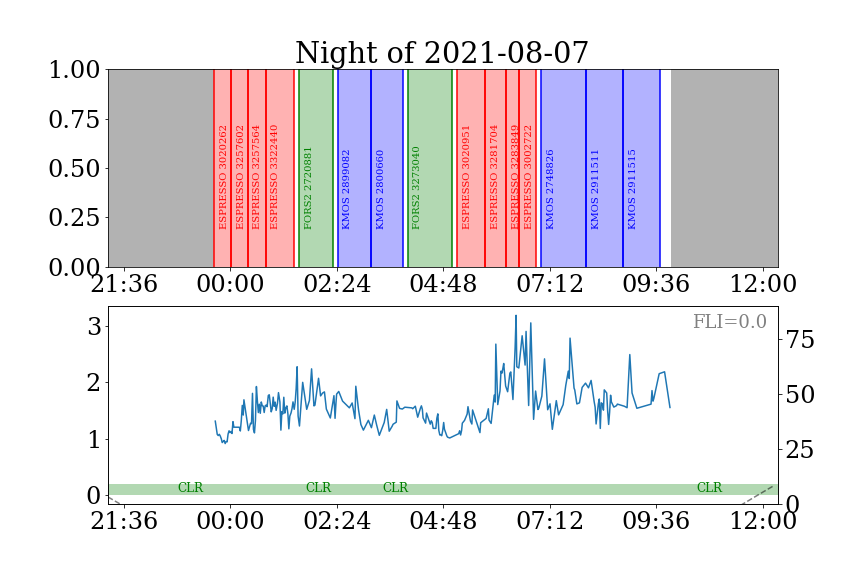 Night of 2021-08-07
1.00
0.75
0.50
0.25
0.00
ESPRESSO 3020262
ESPRESSO 3257602
ESPRESSO 3257564
ESPRESSO 3322440
FORS2 2720881
KMOS 2899082
KMOS 2800660
FORS2 3273040
ESPRESSO 3020951
ESPRESSO 3281704
ESPRESSO 3283849
ESPRESSO 3002722
KMOS 2748826
KMOS 2911511
KMOS 2911515
21:36 00:00 02:24 04:48 07:12 09:36 12:00
FLI=0.0
3
2
1
0
75
50
25
0
CLR CLR CLR CLR
21:36 00:00 02:24 04:48 07:12 09:36 12:00